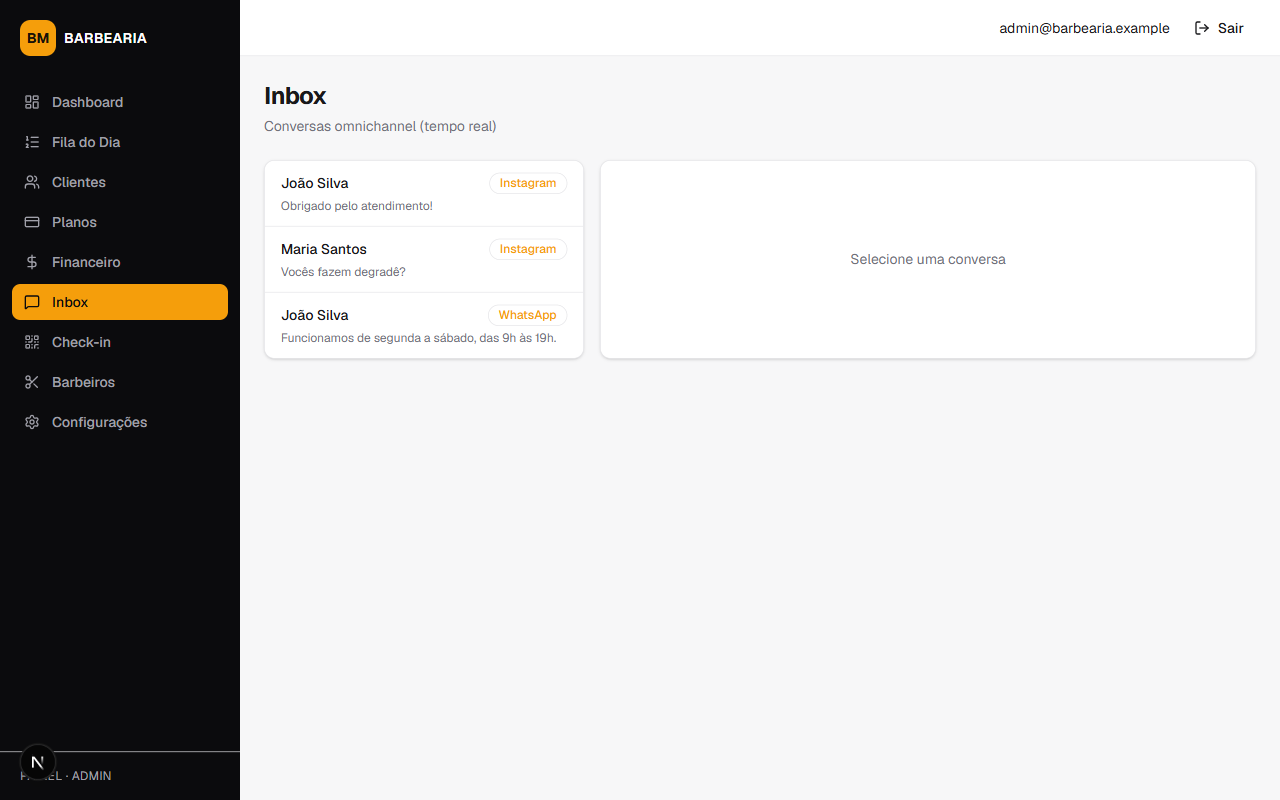 BM BARBEARIA
Dashboard
Fila do Dia
Clientes
Planos
Financeiro
Inbox
Check-in
Barbeiros
Configurações
N
· ADMIN
admin@barbearia.example Sair
Inbox
Conversas omnichannel (tempo real)
João Silva Instagram
Obrigado pelo atendimento!
Maria Santos Instagram
Vocês fazem degradê?
João Silva WhatsApp
Funcionamos de segunda a sábado, das 9h às 19h.
Selecione uma conversa